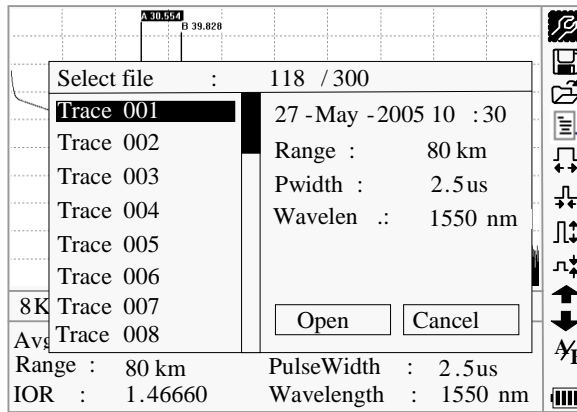 A 30.554
B 39.828
Select file : 118 / 300
Trace 001
Trace 002
Trace 003
Trace 004
Trace 005
Trace 006
Trace 007
Trace 008
27 -May -2005 10 :30
Range : 80 km
Pwidth : 2.5us
Wavelen .: 1550 nm
Open Cancel
8K
Avg
Range : 80 km PulseWidth : 2.5us
IOR : 1.46660 Wavelength : 1550 nm